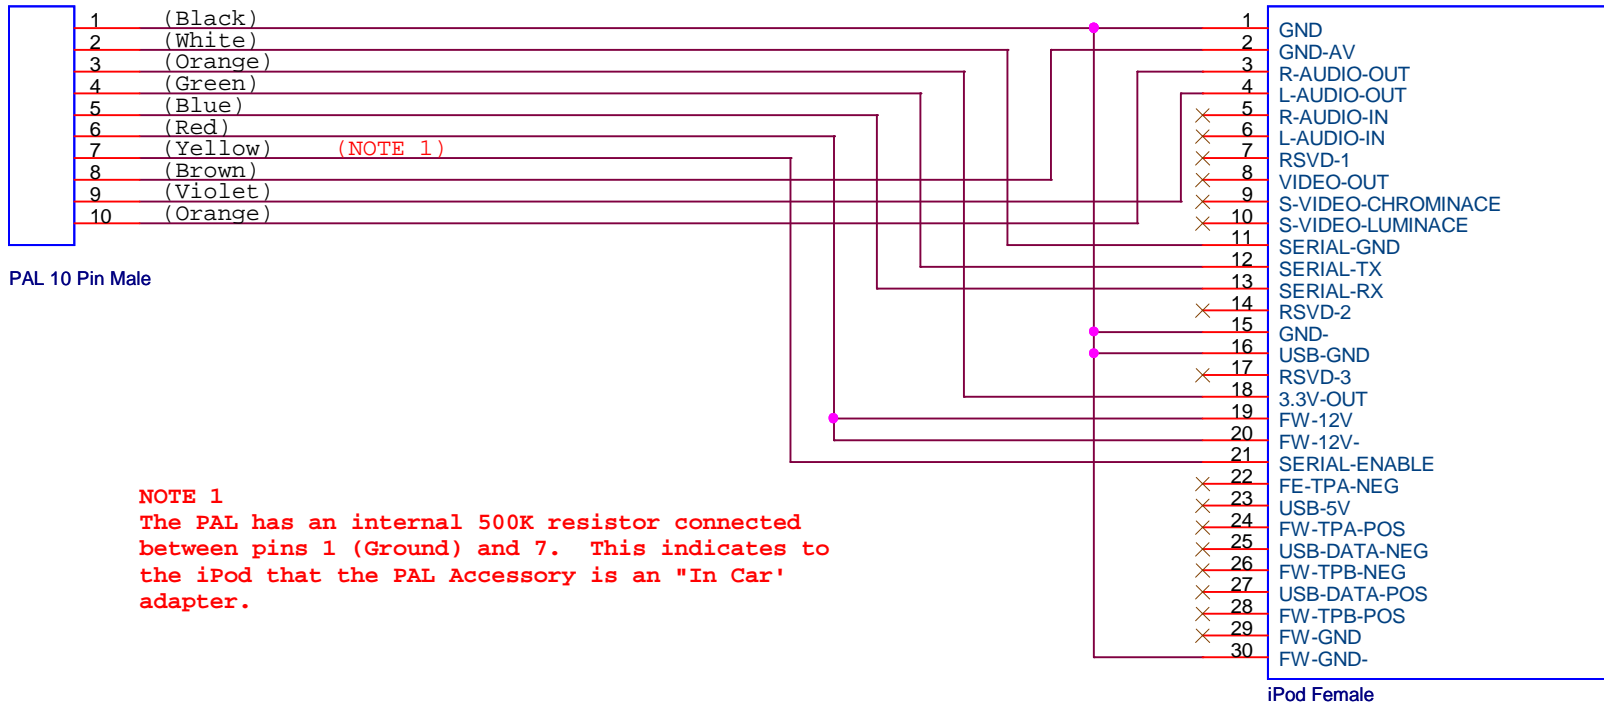 1 (Black)
2 (White)
3 (Orange)
4 (Green)
5 (Blue)
6 (Red)
7 (Yellow) (NOTE 1)
8 (Brown)
9 (Violet)
10 (Orange)
PAL 10 Pin Male
NOTE 1
The PAL has an internal 500K resistor connected
between pins 1 (Ground) and 7. This indicates to
the iPod that the PAL Accessory is an "In Car'
adapter.
1 GND
2 GND-AV
3 R-AUDIO-OUT
4 L-AUDIO-OUT
5 R-AUDIO-IN
6 L-AUDIO-IN
7 RSVD-1
8 VIDEO-OUT
9 S-VIDEO-CHROMINACE
10 S-VIDEO-LUMINACE
11 SERIAL-GND
12 SERIAL-TX
13 SERIAL-RX
14 RSVD-2
15 GND-
16 USB-GND
17 RSVD-3
18 3.3V-OUT
19 FW-12V
20 FW-12V-
21 SERIAL-ENABLE
22 FE-TPA-NEG
23 USB-5V
24 FW-TPA-POS
25 USB-DATA-NEG
26 FW-TPB-NEG
27 USB-DATA-POS
28 FW-TPB-POS
29 FW-GND
30 FW-GND-
iPod Female